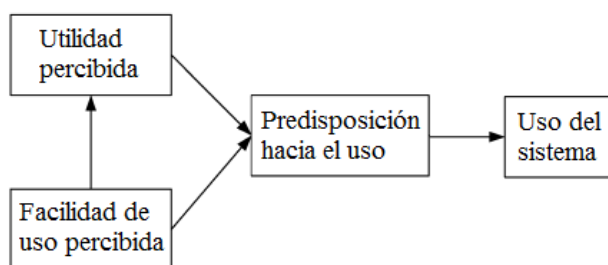 Utilidad
percibida
Predisposición
hacia el uso
Uso del
sistema
Facilidad de
uso percibida